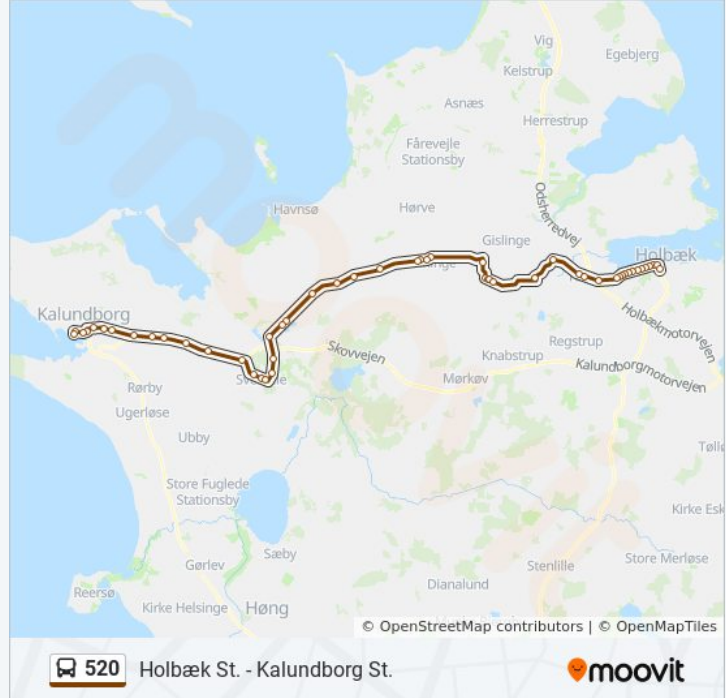 Vig
Egebjerg
Kelstrup
Asnæs
Herrestrup
Fårevejle
Stationsby
Odsherredvej
Havnsø
Hørve
Gislinge
Holbæk
Kalundborg
Holbækmotorvejen
Skovvejen
Regstrup
Knabstrup
Kalundborgmotorvejen
Mørkøv
Rørby
Ugerløse
Ubby
Store Fuglede
Stationsby
Kirke Esk
Sæby
Store Merløse
Gørlev
Stenlille
Reersø
Dianalund
Kirke Helsinge
Høng
© OpenStreetMap contributors | © OpenMapTiles
520 Holbæk St. - Kalundborg St.
moovit